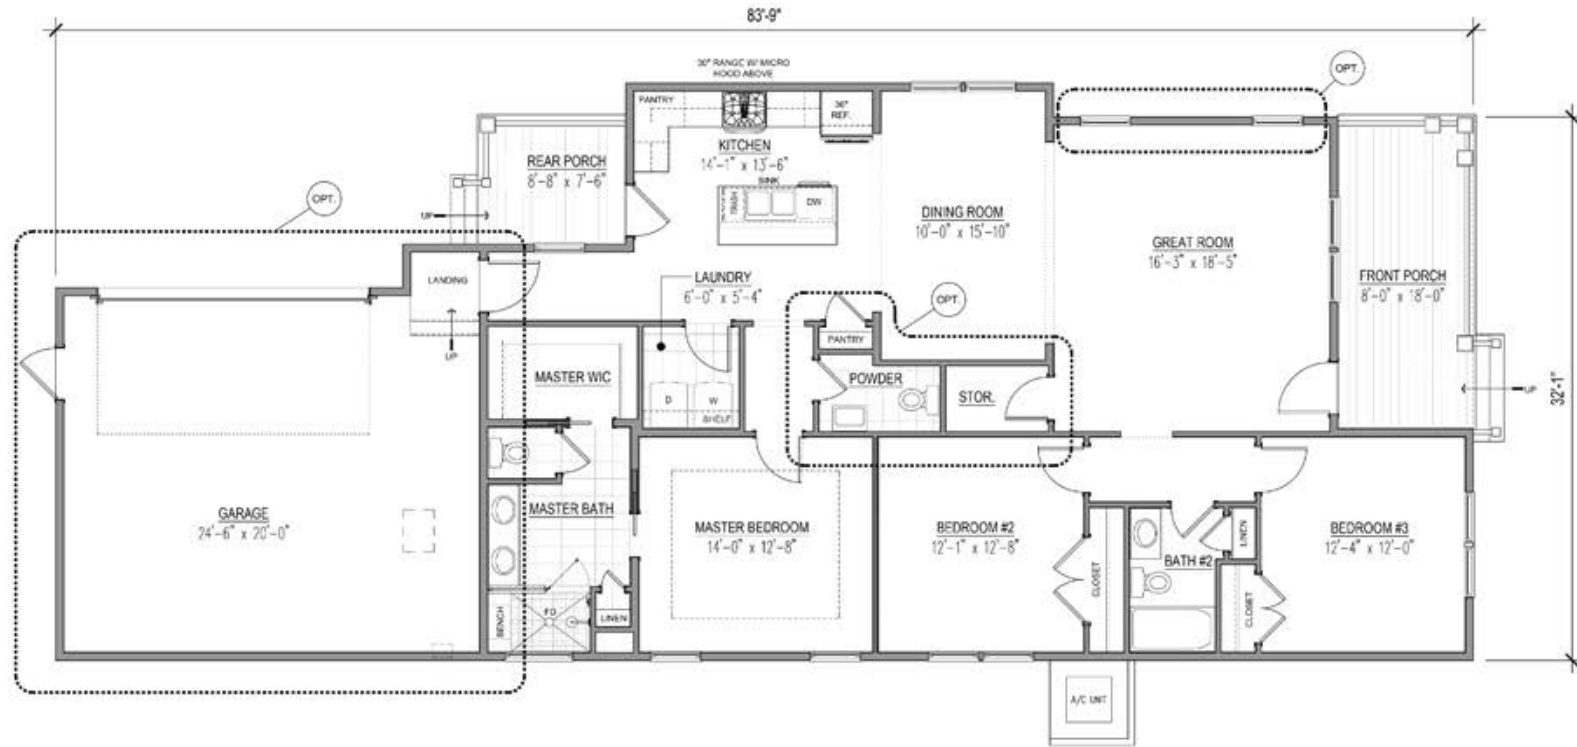 83'-9"
30" RANGE W/ MICRO
HOOD ABOVE
OPT.
PANTRY
36"
REF.
KITCHEN
14'-1" x 13'-6"
REAR PORCH
8'-8" x 7'-6"
SINK
TRASH
DW
OPT.
UP
DINING ROOM
10'-0" x 15'-10"
GREAT ROOM
16'-3" x 18'-5"
FRONT PORCH
8'-0" x 18'-0"
LANDING
LAUNDRY
6'-0" x 5'-4"
OPT.
UP
PANTRY
MASTER WIC
POWDER
STOR.
UP
32'-1"
D
W
SHELF
GARAGE
24'-6" x 20'-0"
MASTER BATH
MASTER BEDROOM
14'-0" x 12'-8"
BEDROOM #2
12'-1" x 12'-8"
LINEN
BEDROOM #3
12'-4" x 12'-0"
BATH #2
CLOSET
CLOSET
BENCH
FD
LINEN
A/C UNIT